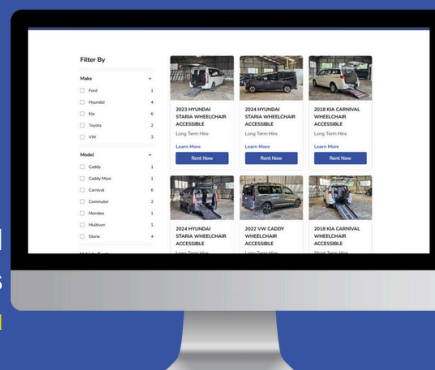 Filter By
Make
Ford 1
Hyundai 4
Kia 6
Toyota 2
VW 3
Model
Caddy 1
Caddy Maxi 1
Carnival 6
Commuter 2
Mondeo 1
Multivan 1
Staria 4
2023 HYUNDAI
STARIA WHEELCHAIR
ACCESSIBLE
Long Term Hire
Learn More
Rent Now
2024 HYUNDAI
STARIA WHEELCHAIR
ACCESSIBLE
Long Term Hire
Learn More
Rent Now
2018 KIA CARNIVAL
WHEELCHAIR
ACCESSIBLE
Long Term Hire
Learn More
Rent Now
2024 HYUNDAI
STARIA WHEELCHAIR
ACCESSIBLE
2022 VW CADDY
WHEELCHAIR
ACCESSIBLE
Long Term Hire
2018 KIA CARNIVAL
WHEELCHAIR
ACCESSIBLE